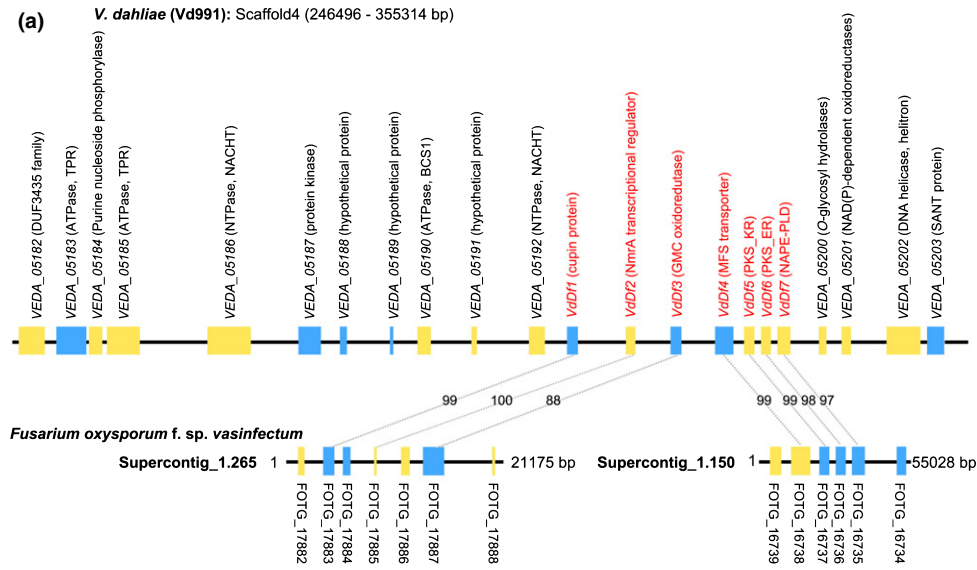 (a)
V. dahliae (Vd991): Scaffold4 (246496 - 355314 bp)
VEDA_05182 (DUF3435 family)
VEDA_05183 (ATPase, TPR)
VEDA_05184 (Purine nucleoside phosphorylase)
VEDA_05185 (ATPase, TPR)
VEDA_05186 (NTPase, NACHT)
VEDA_05187 (protein kinase)
VEDA_05188 (hypothetical protein)
VEDA_05189 (hypothetical protein)
VEDA_05190 (ATPase, BCS1)
VEDA_05191 (hypothetical protein)
VEDA_05192 (NTPase, NACHT)
VdDf1 (cupin protein)
VdDf2 (NmrA transcriptional regulator)
VdDf3 (GMC oxidoredutase)
VdDf4 (MFS transporter)
VdDf5 (PKS_KR)
VdDf6 (PKS_ER)
VdDf7 (NAPE-PLD)
VEDA_05200 (O-glycosyl hydrolases)
VEDA_05201 (NAD(P)-dependent oxidoreductases)
VEDA_05202 (DNA helicase, helitron)
VEDA_05203 (SANT protein)
99
100
88
99
99
98
97
Fusarium oxysporum f. sp. vasinfectum
Supercontig_1.265
1
21175 bp
Supercontig_1.150
1
55028 bp
FOTG_17882
FOTG_17883
FOTG_17884
FOTG_17885
FOTG_17886
FOTG_17887
FOTG_17888
FOTG_16739
FOTG_16738
FOTG_16737
FOTG_16736
FOTG_16735
FOTG_16734